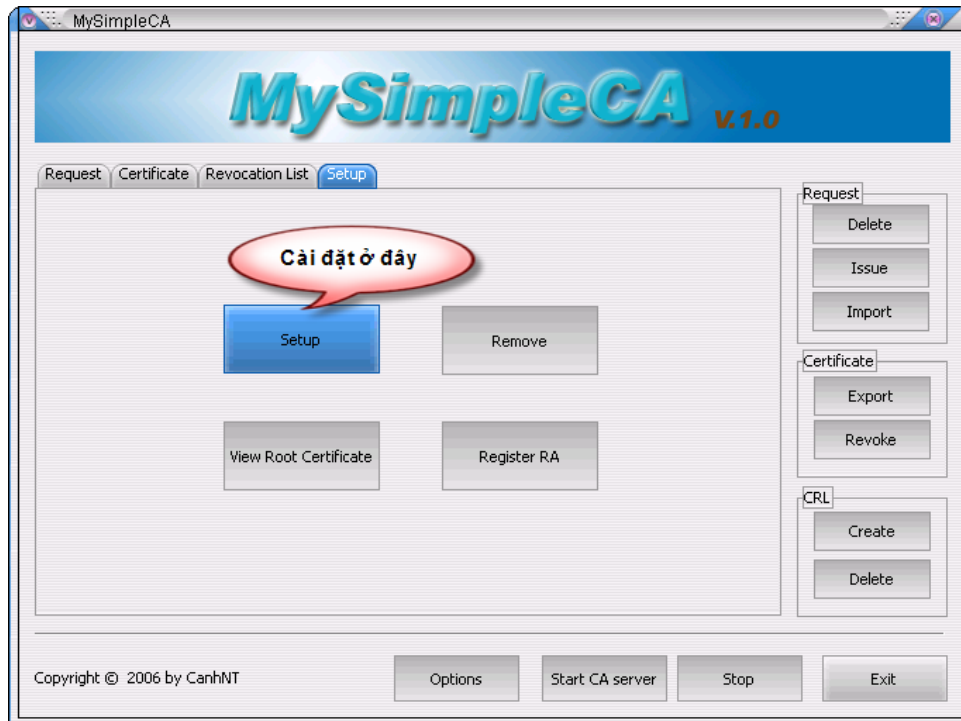 MySimpleCA
MySimpleCA V.1.0
Request Certificate Revocation List Setup
Cài đặt ở đây
Setup Remove
View Root Certificate Register RA
Request
Delete
Issue
Import
Certificate
Export
Revoke
CRL
Create
Delete
Copyright © 2006 by CanhNT Options Start CA server Stop Exit